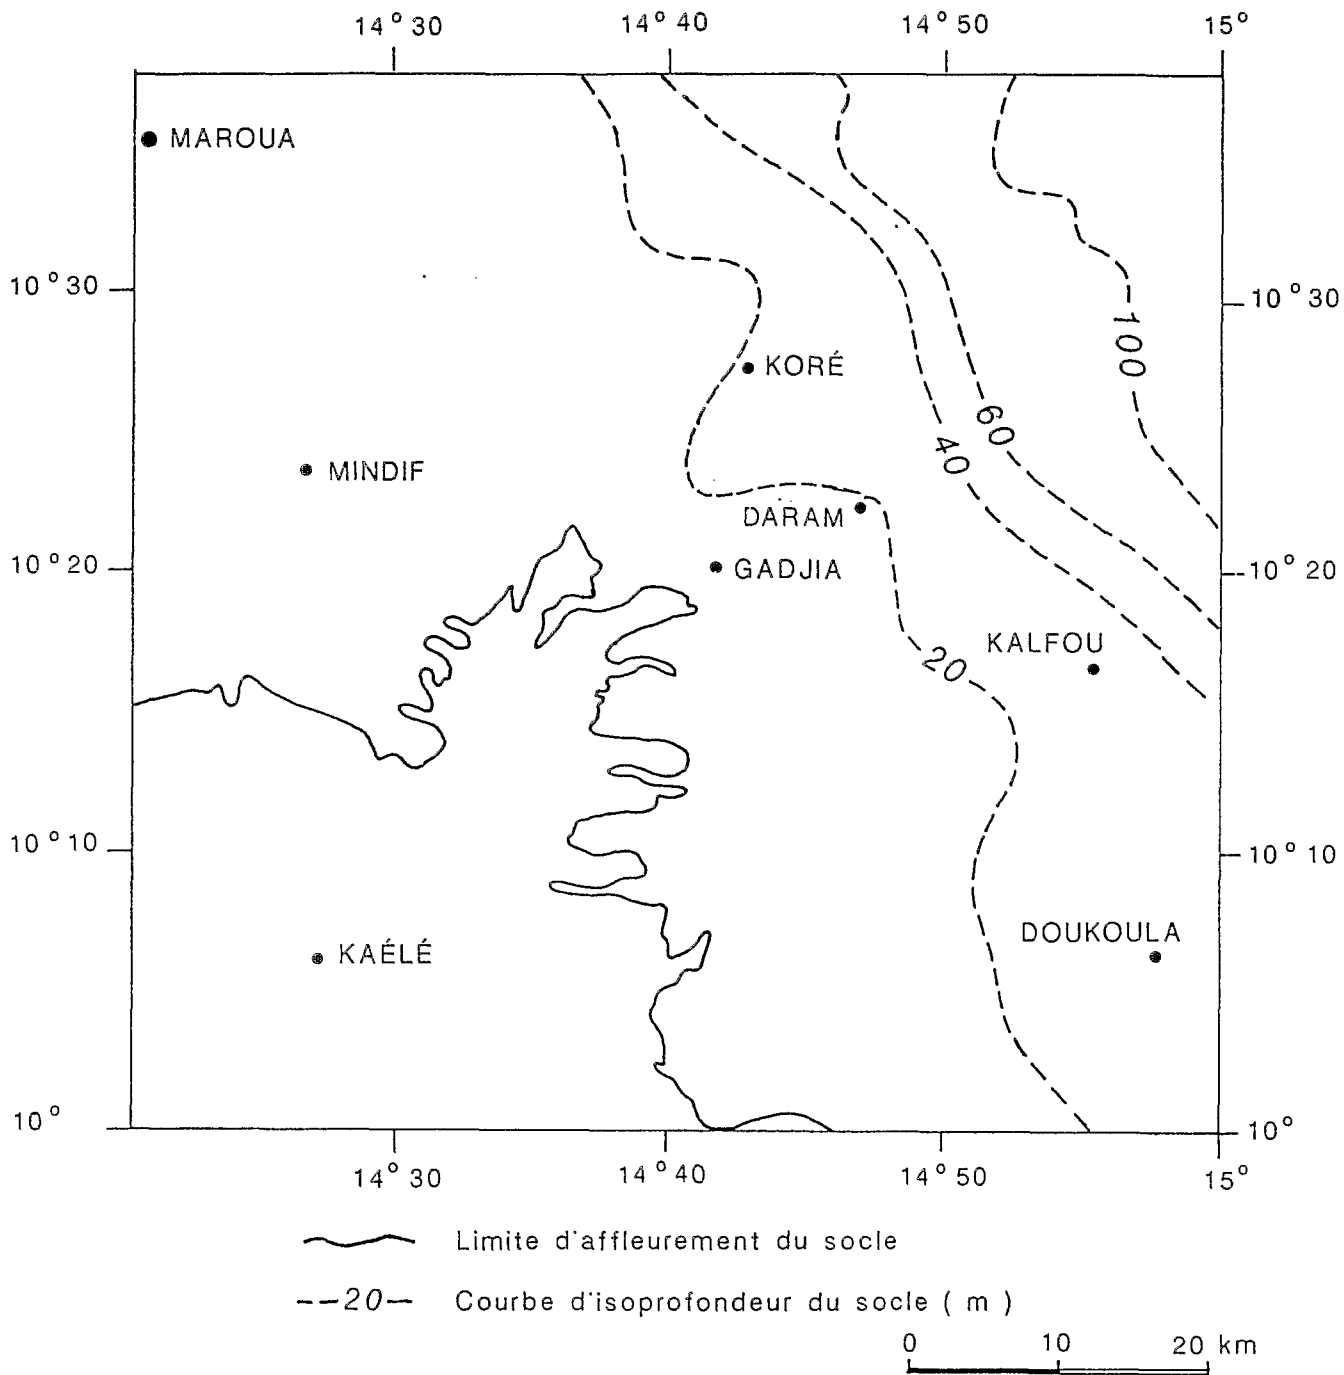 14° 30 14° 40 14° 50 15°
MAROUA
10° 30 10° 30
100
KORÉ
60
40
MINDIF
DARAM
10° 20 GADJIA 10° 20
KALFOU
20
10° 10 10° 10
DOUKOULA
KAÉLÉ
10° 10°
14° 30 14° 40 14° 50 15°
Limite d'affleurement du socle
20 Courbe d'isoprofondeur du socle ( m )
0 10 20 km